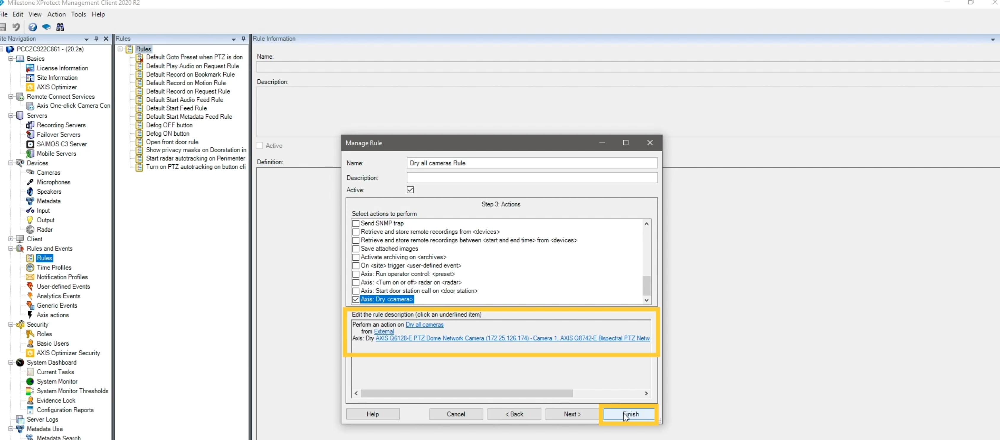 Milestone XProtect Management Client 2020 R2
File Edit View Action Tools Help
Site Navigation
PCCZC922C861 - (20.2a)
Basics
License Information
Site Information
AXIS Optimizer
Remote Connect Services
Axis One-click Camera Con
Servers
Recording Servers
Failover Servers
SAIMOS C3 Server
Mobile Servers
Devices
Cameras
Microphones
Speakers
Metadata
Input
Output
Radar
Client
Rules and Events
Rules
Time Profiles
Notification Profiles
User-defined Events
Analytics Events
Generic Events
Axis actions
Security
Roles
Basic Users
AXIS Optimizer Security
System Dashboard
Current Tasks
System Monitor
System Monitor Thresholds
Evidence Lock
Configuration Reports
Server Logs
Metadata Use
Metadata Search
Rules
Rules
Default Goto Preset when PTZ is don
Default Play Audio on Request Rule
Default Record on Bookmark Rule
Default Record on Motion Rule
Default Record on Request Rule
Default Start Audio Feed Rule
Default Start Feed Rule
Default Start Metadata Feed Rule
Defog OFF button
Defog ON button
Open front door rule
Show privacy masks on Doorstation in
Start radar autotracking on Perimenter
Turn on PTZ autotracking on button cli
Rule Information
Name:
Description:
Active
Definition:
Manage Rule
Name: Dry all cameras Rule
Description:
Active:
Step 3: Actions
Select actions to perform
Send SNMP trap
Retrieve and store remote recordings from <devices>
Retrieve and store remote recordings between <start and end time> from <devices>
Save attached images
Activate archiving on <archives>
On <site> trigger <user-defined event>
Axis: Run operator control: <preset>
Axis: <Turn on or off> radar on <radar>
Axis: Start door station call on <door station>
Axis: Dry <camera>
Edit the rule description (click an underlined item)
Perform an action on Dry all cameras
from External
Axis: Dry AXIS Q6128-E PTZ Dome Network Camera (172.25.126.174) - Camera 1, AXIS Q8742-E Bispectral PTZ Netw
Help Cancel < Back Next > Finish